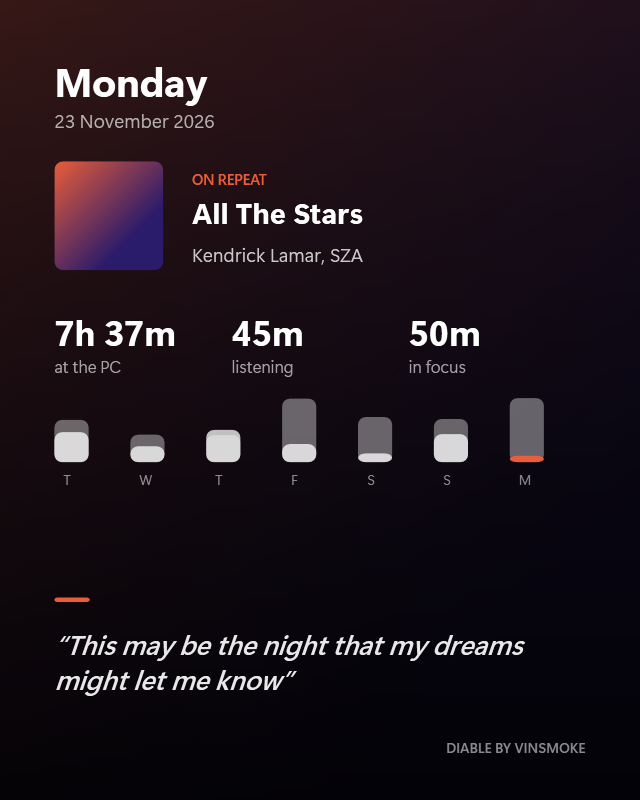 Monday
23 November 2026
ON REPEAT
All The Stars
Kendrick Lamar, SZA
7h 37m 45m 50m
at the PC listening in focus
T W T F S S M
“This may be the night that my dreams
might let me know”
DIABLE BY VINSMOKE